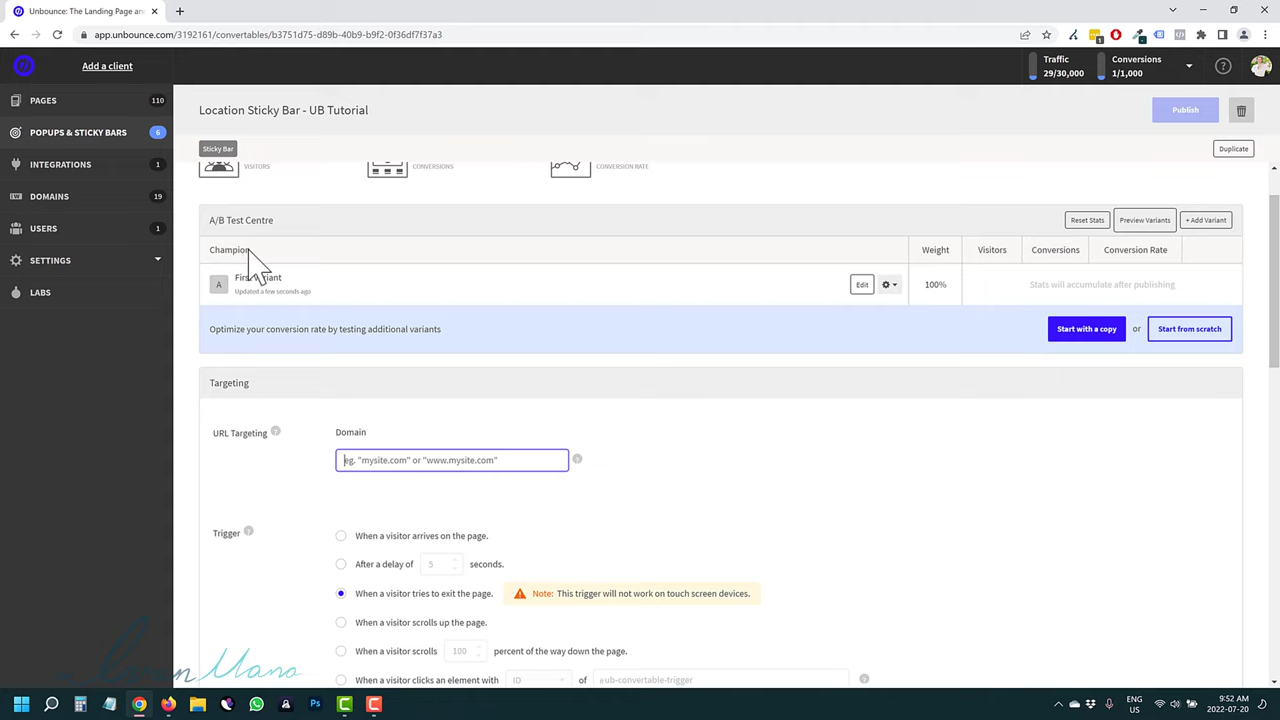 Unbounce: The Landing Page and
app.unbounce.com/3192161/convertables/b3751d75-d89b-40b9-b9f2-0f36df7f37a3
Add a client
Traffic
29/30,000
Conversions
1/1,000
PAGES 110
POPUPS & STICKY BARS 6
INTEGRATIONS 1
DOMAINS 19
USERS 1
SETTINGS
LABS
Location Sticky Bar - UB Tutorial
Publish
Sticky Bar
Duplicate
VISITORS
CONVERSIONS
CONVERSION RATE
A/B Test Centre
Reset Stats
Preview Variants
+ Add Variant
Champion
Weight
Visitors
Conversions
Conversion Rate
A
First Variant
Updated a few seconds ago
Edit
100%
Stats will accumulate after publishing
Optimize your conversion rate by testing additional variants
Start with a copy
or
Start from scratch
Targeting
URL Targeting ?
Domain
eg. "mysite.com" or "www.mysite.com" ?
Trigger ?
When a visitor arrives on the page.
After a delay of 5 seconds.
When a visitor tries to exit the page.
Note: This trigger will not work on touch screen devices.
When a visitor scrolls up the page.
When a visitor scrolls 100 percent of the way down the page.
When a visitor clicks an element with ID of #ub-convertable-trigger ?
ENG
US
9:52 AM
2022-07-20